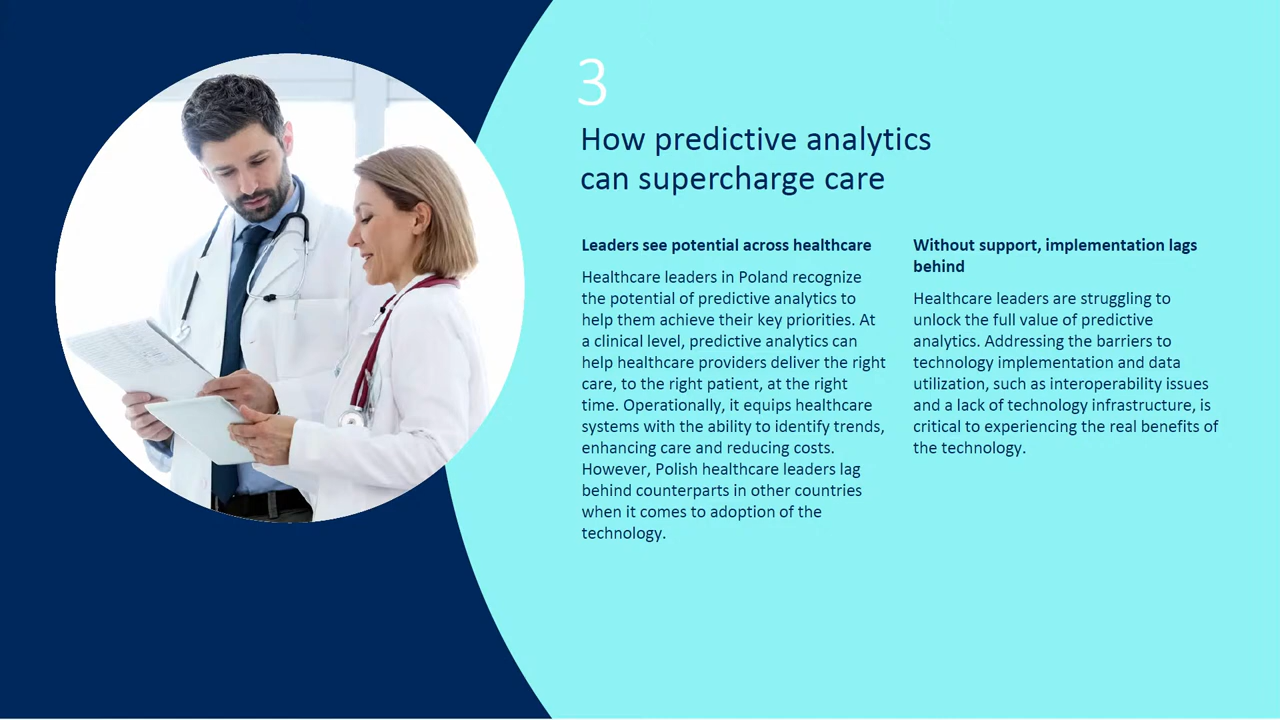 3
How predictive analytics
can supercharge care
Leaders see potential across healthcare
Healthcare leaders in Poland recognize
the potential of predictive analytics to
help them achieve their key priorities. At
a clinical level, predictive analytics can
help healthcare providers deliver the right
care, to the right patient, at the right
time. Operationally, it equips healthcare
systems with the ability to identify trends,
enhancing care and reducing costs.
However, Polish healthcare leaders lag
behind counterparts in other countries
when it comes to adoption of the
technology.
Without support, implementation lags
behind
Healthcare leaders are struggling to
unlock the full value of predictive
analytics. Addressing the barriers to
technology implementation and data
utilization, such as interoperability issues
and a lack of technology infrastructure, is
critical to experiencing the real benefits of
the technology.